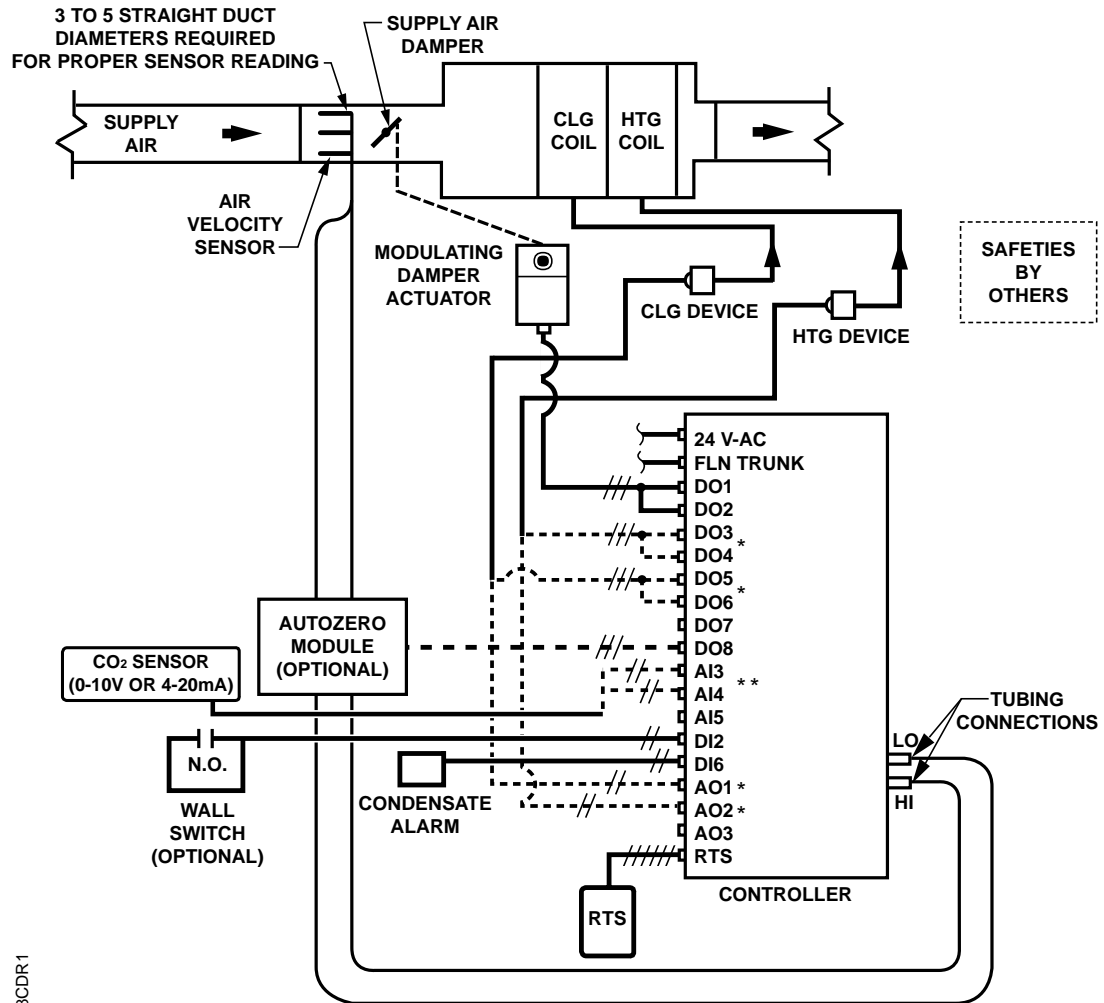 3 TO 5 STRAIGHT DUCT
DIAMETERS REQUIRED
FOR PROPER SENSOR READING
SUPPLY AIR
DAMPER
SUPPLY
AIR
CLG
COIL
HTG
COIL
AIR
VELOCITY
SENSOR
MODULATING
DAMPER
ACTUATOR
CLG DEVICE
HTG DEVICE
SAFETIES
BY
OTHERS
24 V-AC
FLN TRUNK
DO1
DO2
DO3
DO4 *
DO5
DO6 *
DO7
DO8
AI3
AI4 * *
AI5
DI2
DI6
AO1 *
AO2 *
AO3
RTS
CONTROLLER
AUTOZERO
MODULE
(OPTIONAL)
CO₂ SENSOR
(0-10V OR 4-20mA)
N.O.
WALL
SWITCH
(OPTIONAL)
CONDENSATE
ALARM
RTS
TUBING
CONNECTIONS
LO
HI